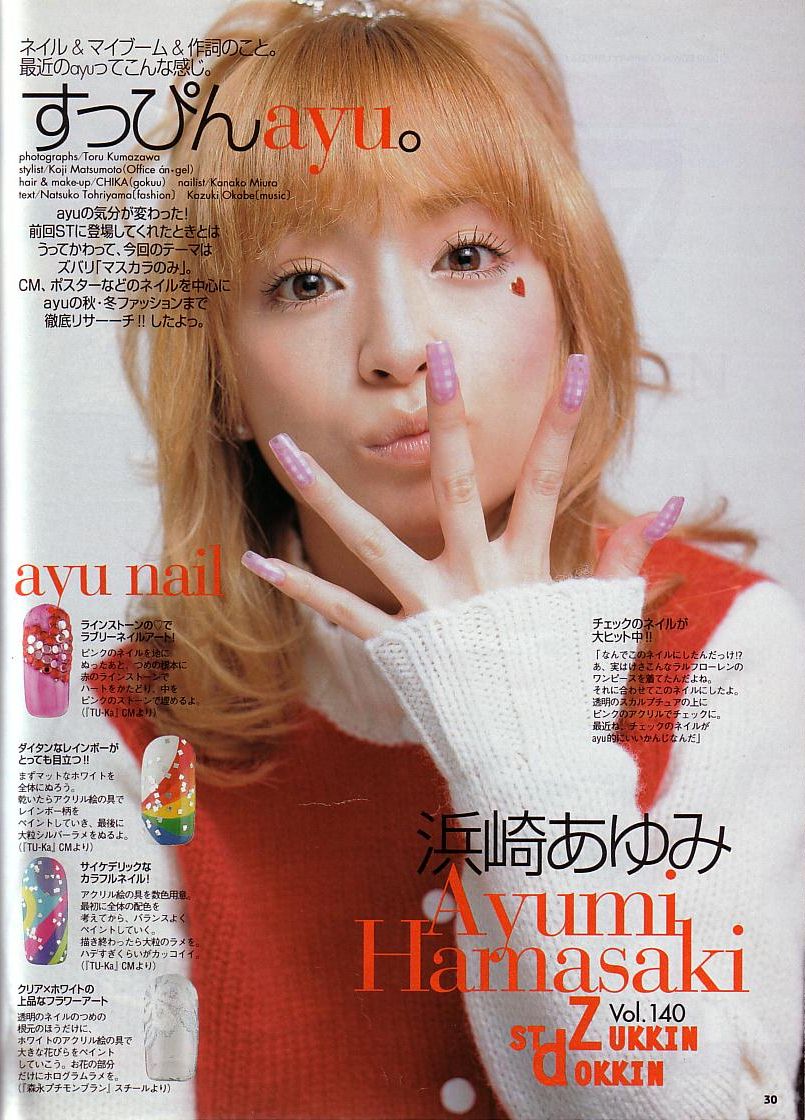 ネイル&マイブーム&作詞のこと。
最近のayuってこんな感じ。
すっぴんayu。
photographs/Toru Kumazawa
stylist/Koji Matsumoto(Office án・gel)
hair & make-up/CHIKA(gokuu) nailist/Kanako Miura
text/Natsuko Tohriyama[fashion] Kazuki Okabe[music]
ayuの気分が変わった!
前回STに登場してくれたときとは
うってかわって、今回のテーマは
ズバリ「マスカラのみ」。
CM、ポスターなどのネイルを中心に
ayuの秋・冬ファッションまで
徹底リサーーチ!!したよっ。
ayu nail
ラインストーンの♡で
ラブリーネイルアート!
ピンクのネイルを地に
ぬったあと、つめの根本に
赤のラインストーンで
ハートをかたどり、中を
ピンクのストーンで埋めるよ。
(『TU-Ka』CMより)
ダイタンなレインボーが
とっても目立つ!!
まずマットなホワイトを
全体にぬろう。
乾いたらアクリル絵の具で
レインボー柄を
ペイントしていき、最後に
大粒シルバーラメをぬるよ。
(『TU-Ka』CMより)
サイケデリックな
カラフルネイル!
アクリル絵の具を数色用意。
最初に全体の配色を
考えてから、バランスよく
ペイントしていく。
描き終わったら大粒のラメを。
ハデすぎくらいがカッコイイ。
(『TU-Ka』CMより)
クリア×ホワイトの
上品なフラワーアート
透明のネイルのつめの
根元のほうだけに、
ホワイトのアクリル絵の具で
大きな花びらをペイント
していこう。お花の部分
だけにホログラムラメを。
(『森永プチモンブラン』スチールより)
チェックのネイルが
大ヒット中!!
「なんでこのネイルにしたんだっけ!?
あ、実はけさこんなラルフローレンの
ワンピースを着てたんだよね。
それに合わせてこのネイルにしたよ。
透明のスカルプチュアの上に
ピンクのアクリルでチェックに。
最近ね、チェックのネイルが
ayu的にいいかんじなんだ」
浜崎あゆみ
Ayumi
Hamasaki
Vol.140
ST ZUKKIN
dOKKIN
30